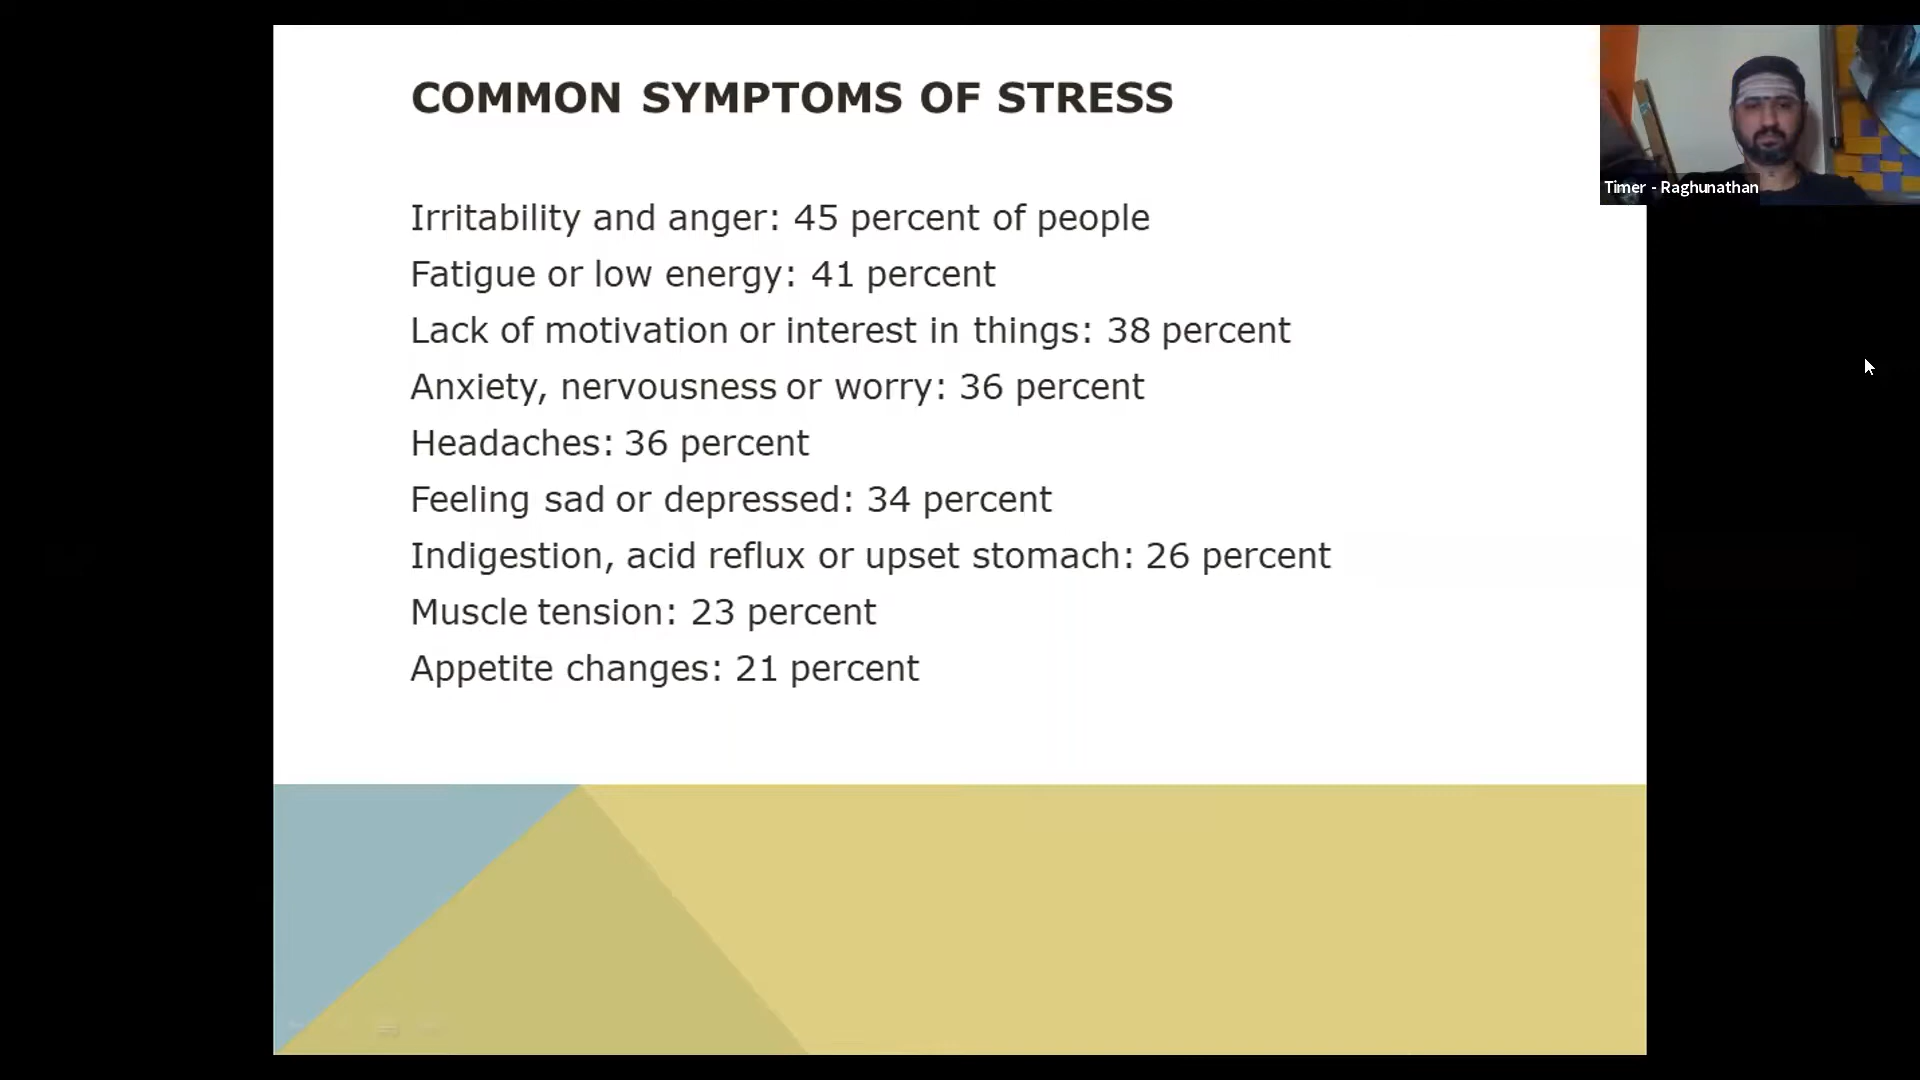 COMMON SYMPTOMS OF STRESS
Irritability and anger: 45 percent of people
Fatigue or low energy: 41 percent
Lack of motivation or interest in things: 38 percent
Anxiety, nervousness or worry: 36 percent
Headaches: 36 percent
Feeling sad or depressed: 34 percent
Indigestion, acid reflux or upset stomach: 26 percent
Muscle tension: 23 percent
Appetite changes: 21 percent
Timer - Raghunathan